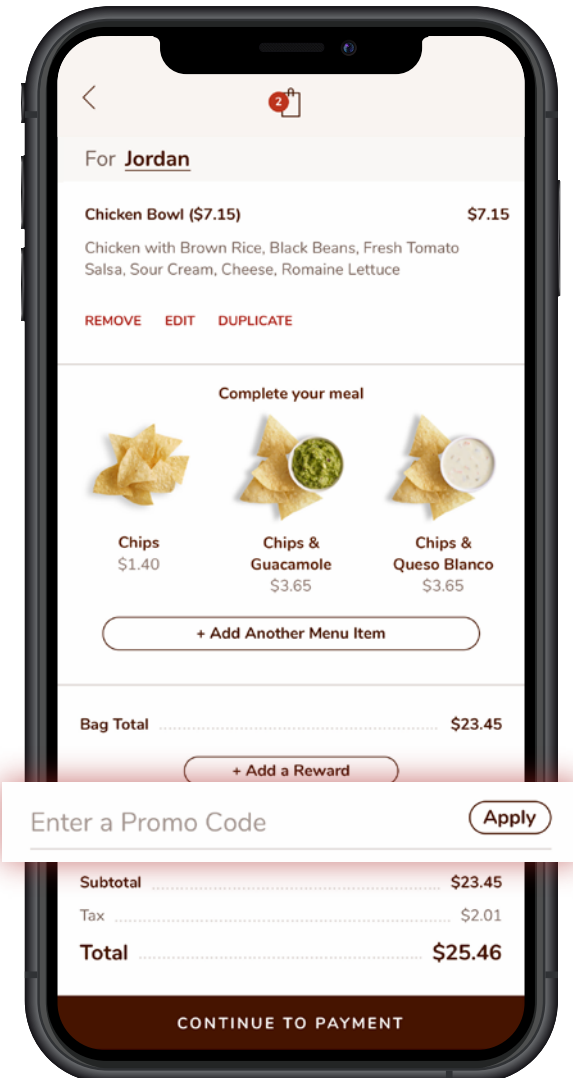 2
For Jordan
Chicken Bowl ($7.15) $7.15
Chicken with Brown Rice, Black Beans, Fresh Tomato
Salsa, Sour Cream, Cheese, Romaine Lettuce
REMOVE EDIT DUPLICATE
Complete your meal
Chips
$1.40
Chips &
Guacamole
$3.65
Chips &
Queso Blanco
$3.65
+ Add Another Menu Item
Bag Total $23.45
+ Add a Reward
Enter a Promo Code Apply
Subtotal $23.45
Tax $2.01
Total $25.46
CONTINUE TO PAYMENT